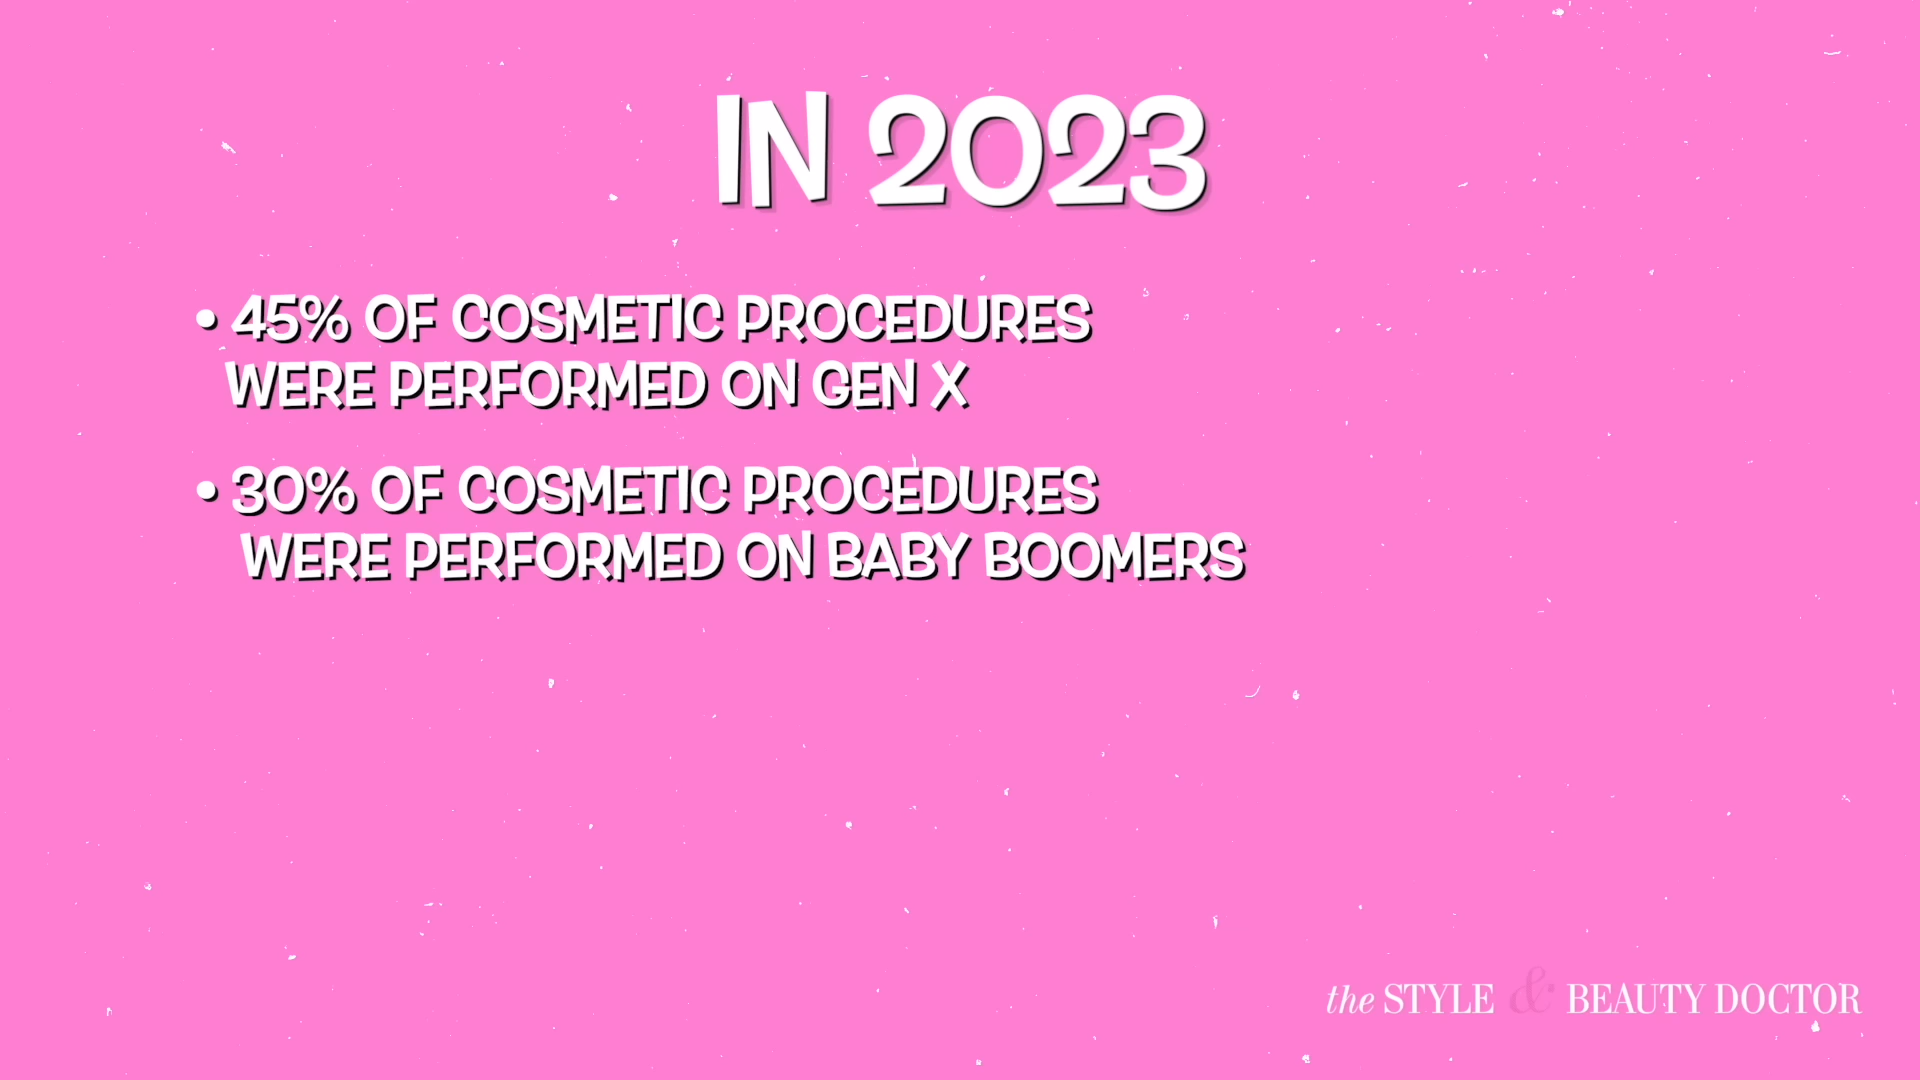 IN 2023
• 45% OF COSMETIC PROCEDURES
WERE PERFORMED ON GEN X
• 30% OF COSMETIC PROCEDURES
WERE PERFORMED ON BABY BOOMERS
the STYLE & BEAUTY DOCTOR